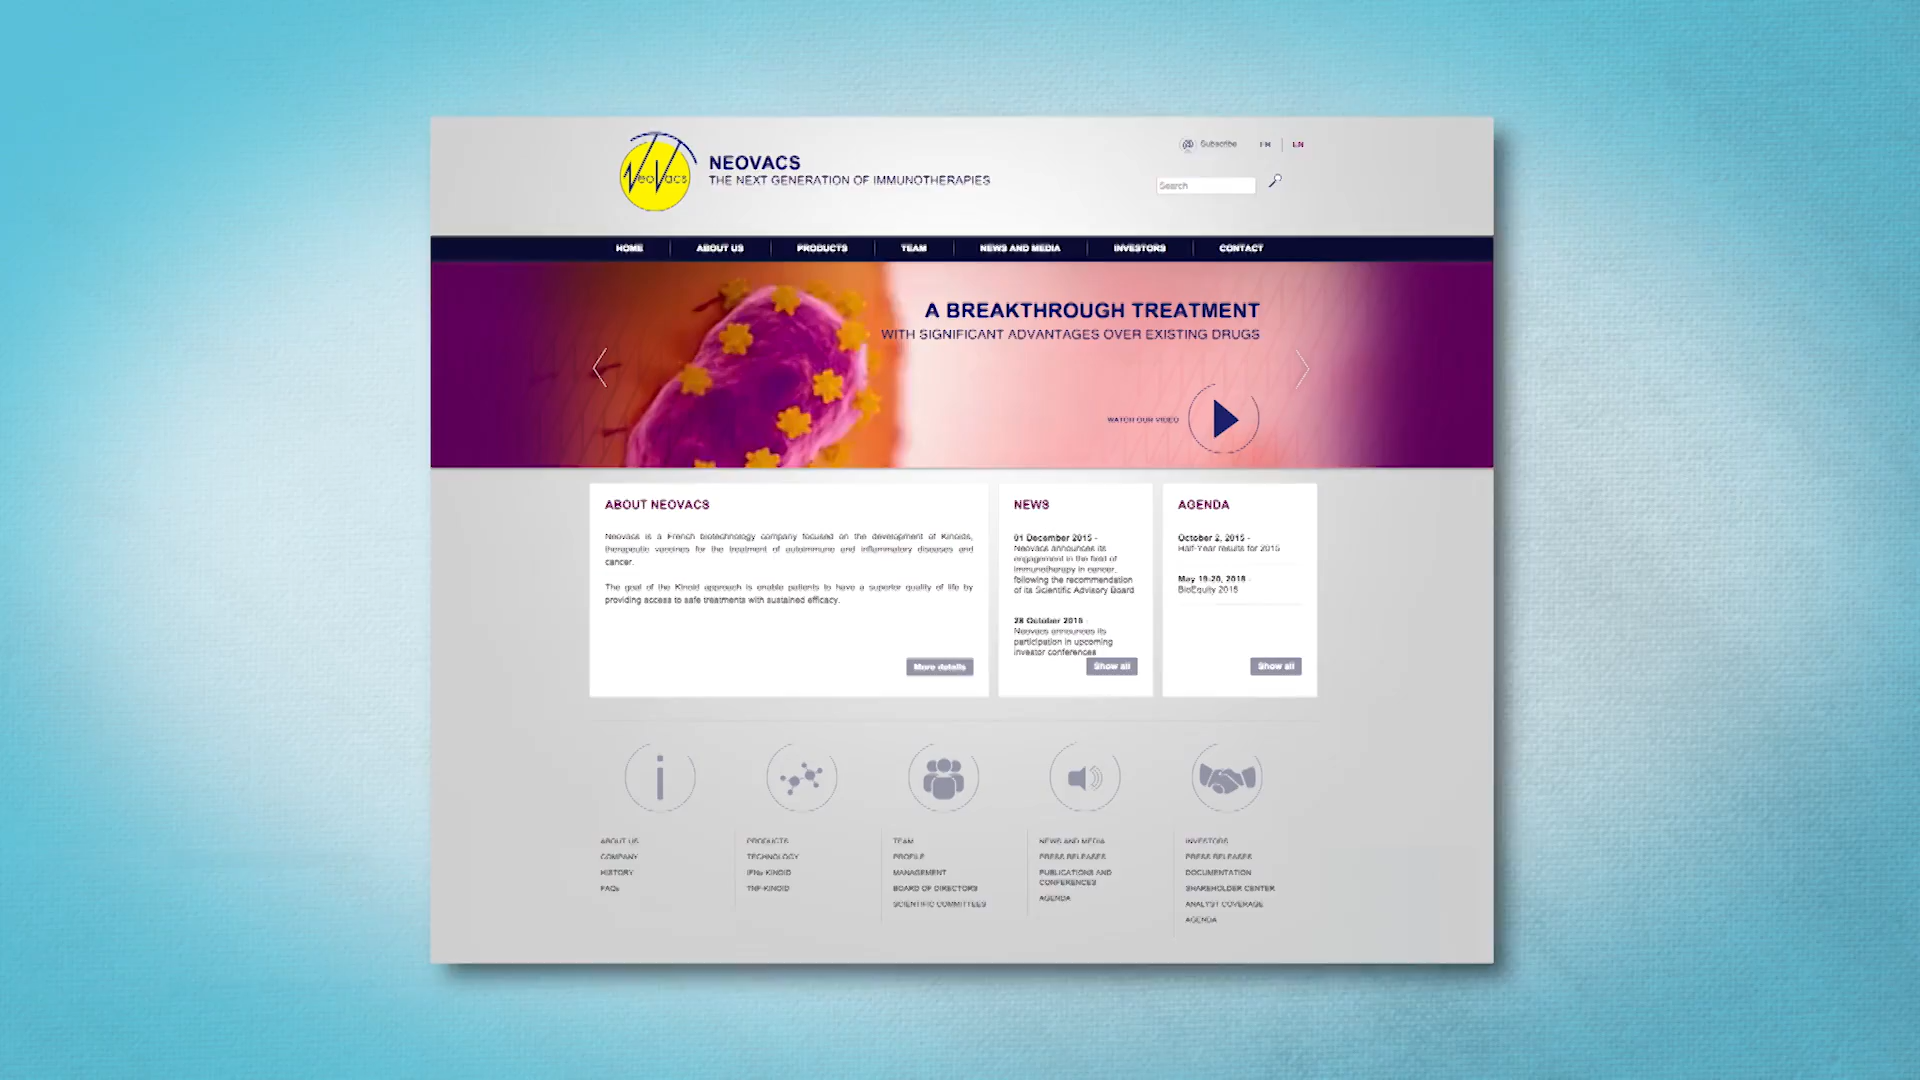 NeoVacs
NEOVACS
THE NEXT GENERATION OF IMMUNOTHERAPIES
@ Subscribe FR | EN
Search
HOME
ABOUT US
PRODUCTS
TEAM
NEWS AND MEDIA
INVESTORS
CONTACT
A BREAKTHROUGH TREATMENT
WITH SIGNIFICANT ADVANTAGES OVER EXISTING DRUGS
WATCH OUR VIDEO
ABOUT NEOVACS
Neovacs is a French biotechnology company focused on the development of Kinoids,
therapeutic vaccines for the treatment of autoimmune and inflammatory diseases and
cancer.
The goal of the Kinoid approach is enable patients to have a superior quality of life by
providing access to safe treatments with sustained efficacy.
More details
NEWS
01 December 2015 -
Neovacs announces its
engagement in the field of
immunotherapy in cancer,
following the recommendation
of its Scientific Advisory Board
28 October 2015
Neovacs announces its
participation in upcoming
investor conferences
Show all
AGENDA
October 2, 2015 -
Half-Year results for 2015
May 19-20, 2015 -
BioEquity 2015
Show all
ABOUT US
COMPANY
HISTORY
FAQs
PRODUCTS
TECHNOLOGY
IFNα KINOID
TNF-KINOID
TEAM
PROFILE
MANAGEMENT
BOARD OF DIRECTORS
SCIENTIFIC COMMITTEES
NEWS AND MEDIA
PRESS RELEASES
PUBLICATIONS AND
CONFERENCES
AGENDA
INVESTORS
PRESS RELEASES
DOCUMENTATION
SHAREHOLDER CENTER
ANALYST COVERAGE
AGENDA